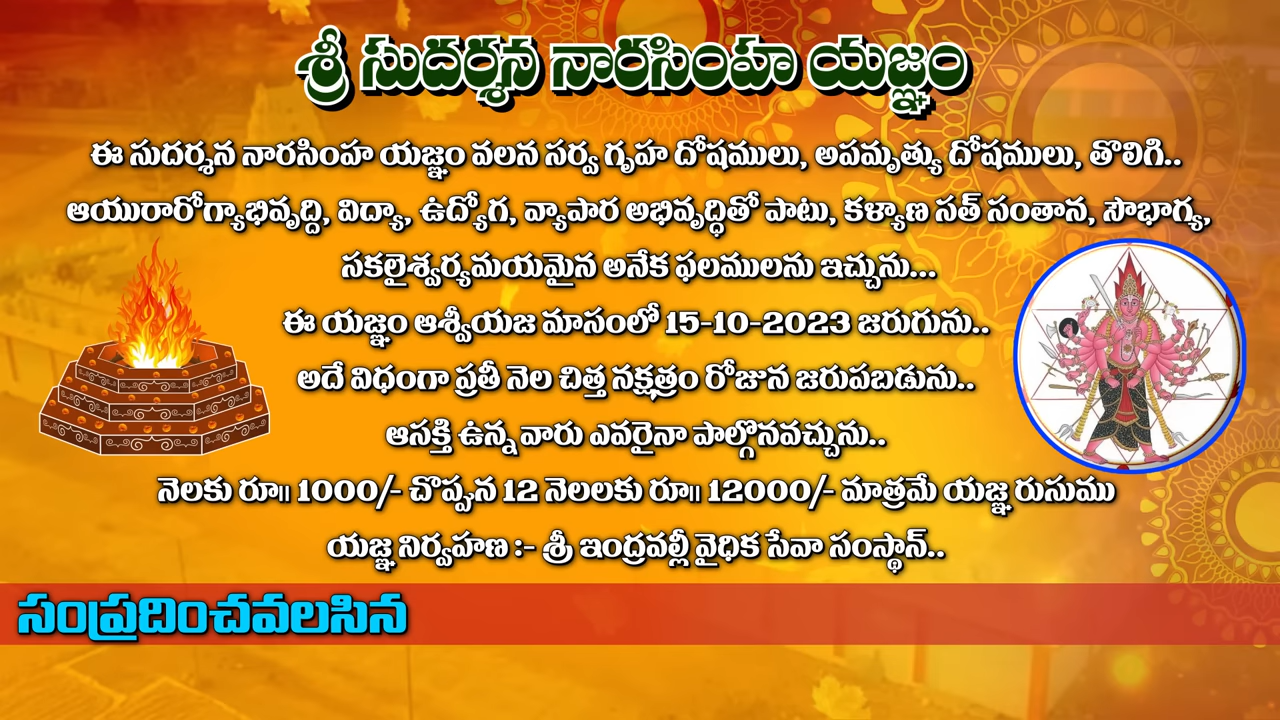 శ్రీ సుదర్శన నారసింహ యజ్ఞం
ఈ సుదర్శన నారసింహ యజ్ఞం వలన సర్వ గృహ దోషములు, అపమృత్యు దోషములు, తొలిగి..
ఆయురారోగ్యాభివృద్ది, విద్యా, ఉద్యోగ, వ్యాపార అభివృద్ధితో పాటు, కళ్యాణ సత్ సంతాన, సౌభాగ్య,
సకలైశ్వర్యమయమైన అనేక ఫలములను ఇచ్చును...
ఈ యజ్ఞం ఆశ్వీయజ మాసంలో 15-10-2023 జరుగును..
అదే విధంగా ప్రతీ నెల చిత్త నక్షత్రం రోజున జరుపబడును..
ఆసక్తి ఉన్న వారు ఎవరైనా పాల్గొనవచ్చును..
నెలకు రూ॥ 1000/- చొప్పున 12 నెలలకు రూ॥ 12000/- మాత్రమే యజ్ఞ రుసుము
యజ్ఞ నిర్వహణ :- శ్రీ ఇంద్రవల్లీ వైధిక సేవా సంస్థాన్..
సంప్రదించవలసిన